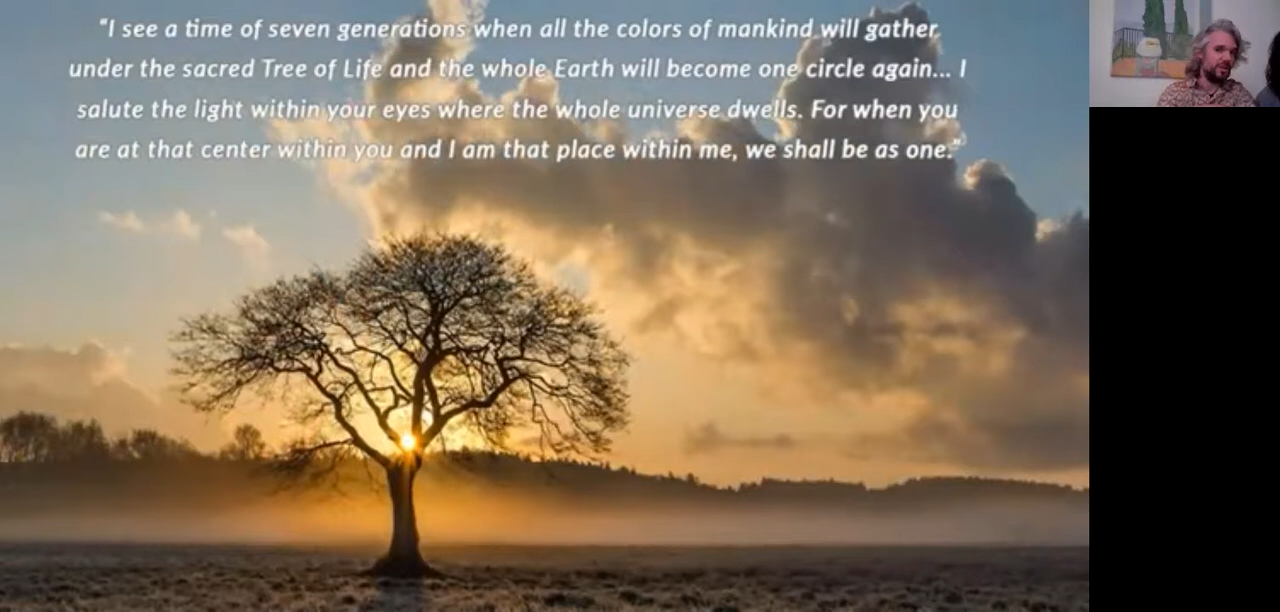 "I see a time of seven generations when all the colors of mankind will gather
under the sacred Tree of Life and the whole Earth will become one circle again... I
salute the light within your eyes where the whole universe dwells. For when you
are at that center within you and I am that place within me, we shall be as one."